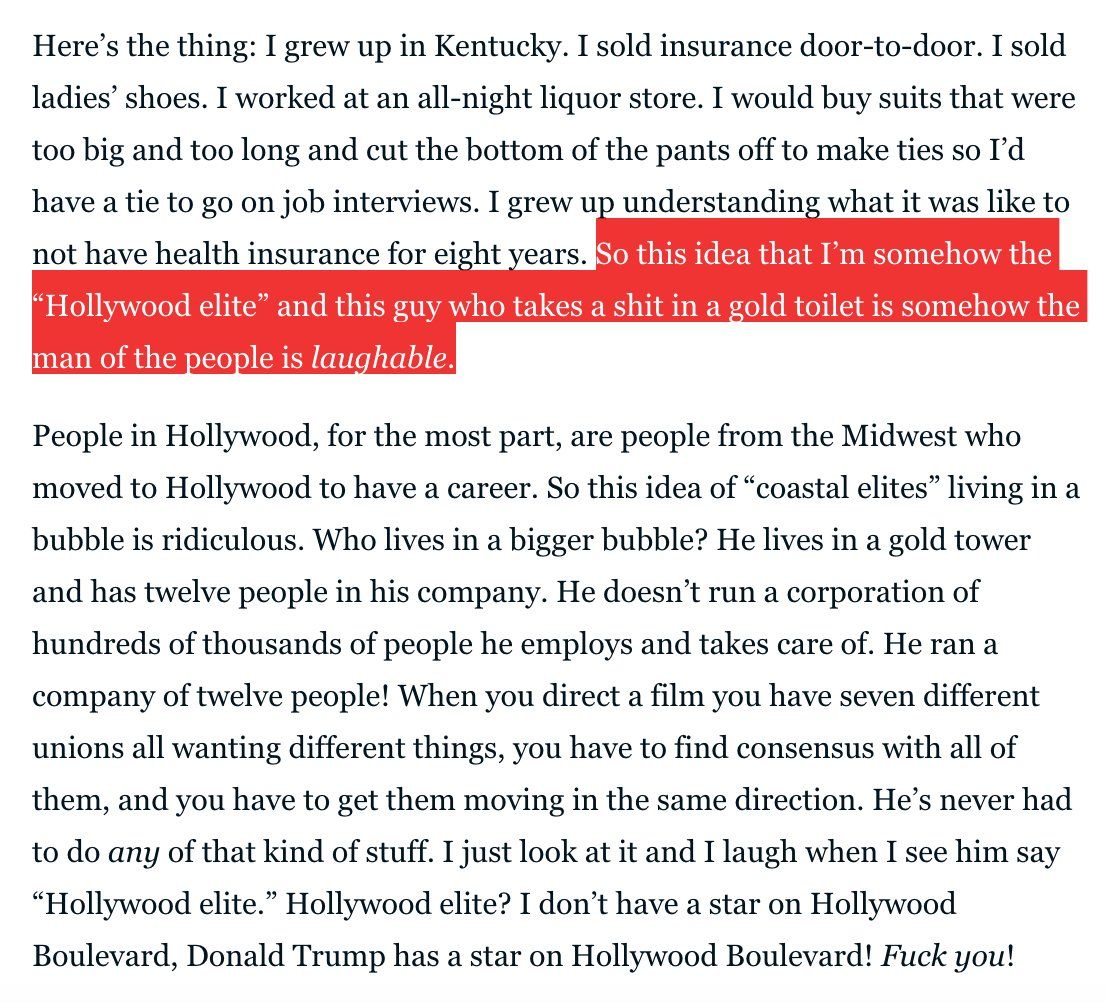 Here’s the thing: I grew up in Kentucky. I sold insurance door-to-door. I sold
ladies’ shoes. I worked at an all-night liquor store. I would buy suits that were
too big and too long and cut the bottom of the pants off to make ties so I’d
have a tie to go on job interviews. I grew up understanding what it was like to
not have health insurance for eight years. So this idea that I’m somehow the
“Hollywood elite” and this guy who takes a shit in a gold toilet is somehow the
man of the people is laughable.
People in Hollywood, for the most part, are people from the Midwest who
moved to Hollywood to have a career. So this idea of “coastal elites” living in a
bubble is ridiculous. Who lives in a bigger bubble? He lives in a gold tower
and has twelve people in his company. He doesn’t run a corporation of
hundreds of thousands of people he employs and takes care of. He ran a
company of twelve people! When you direct a film you have seven different
unions all wanting different things, you have to find consensus with all of
them, and you have to get them moving in the same direction. He’s never had
to do any of that kind of stuff. I just look at it and I laugh when I see him say
“Hollywood elite.” Hollywood elite? I don’t have a star on Hollywood
Boulevard, Donald Trump has a star on Hollywood Boulevard! Fuck you!